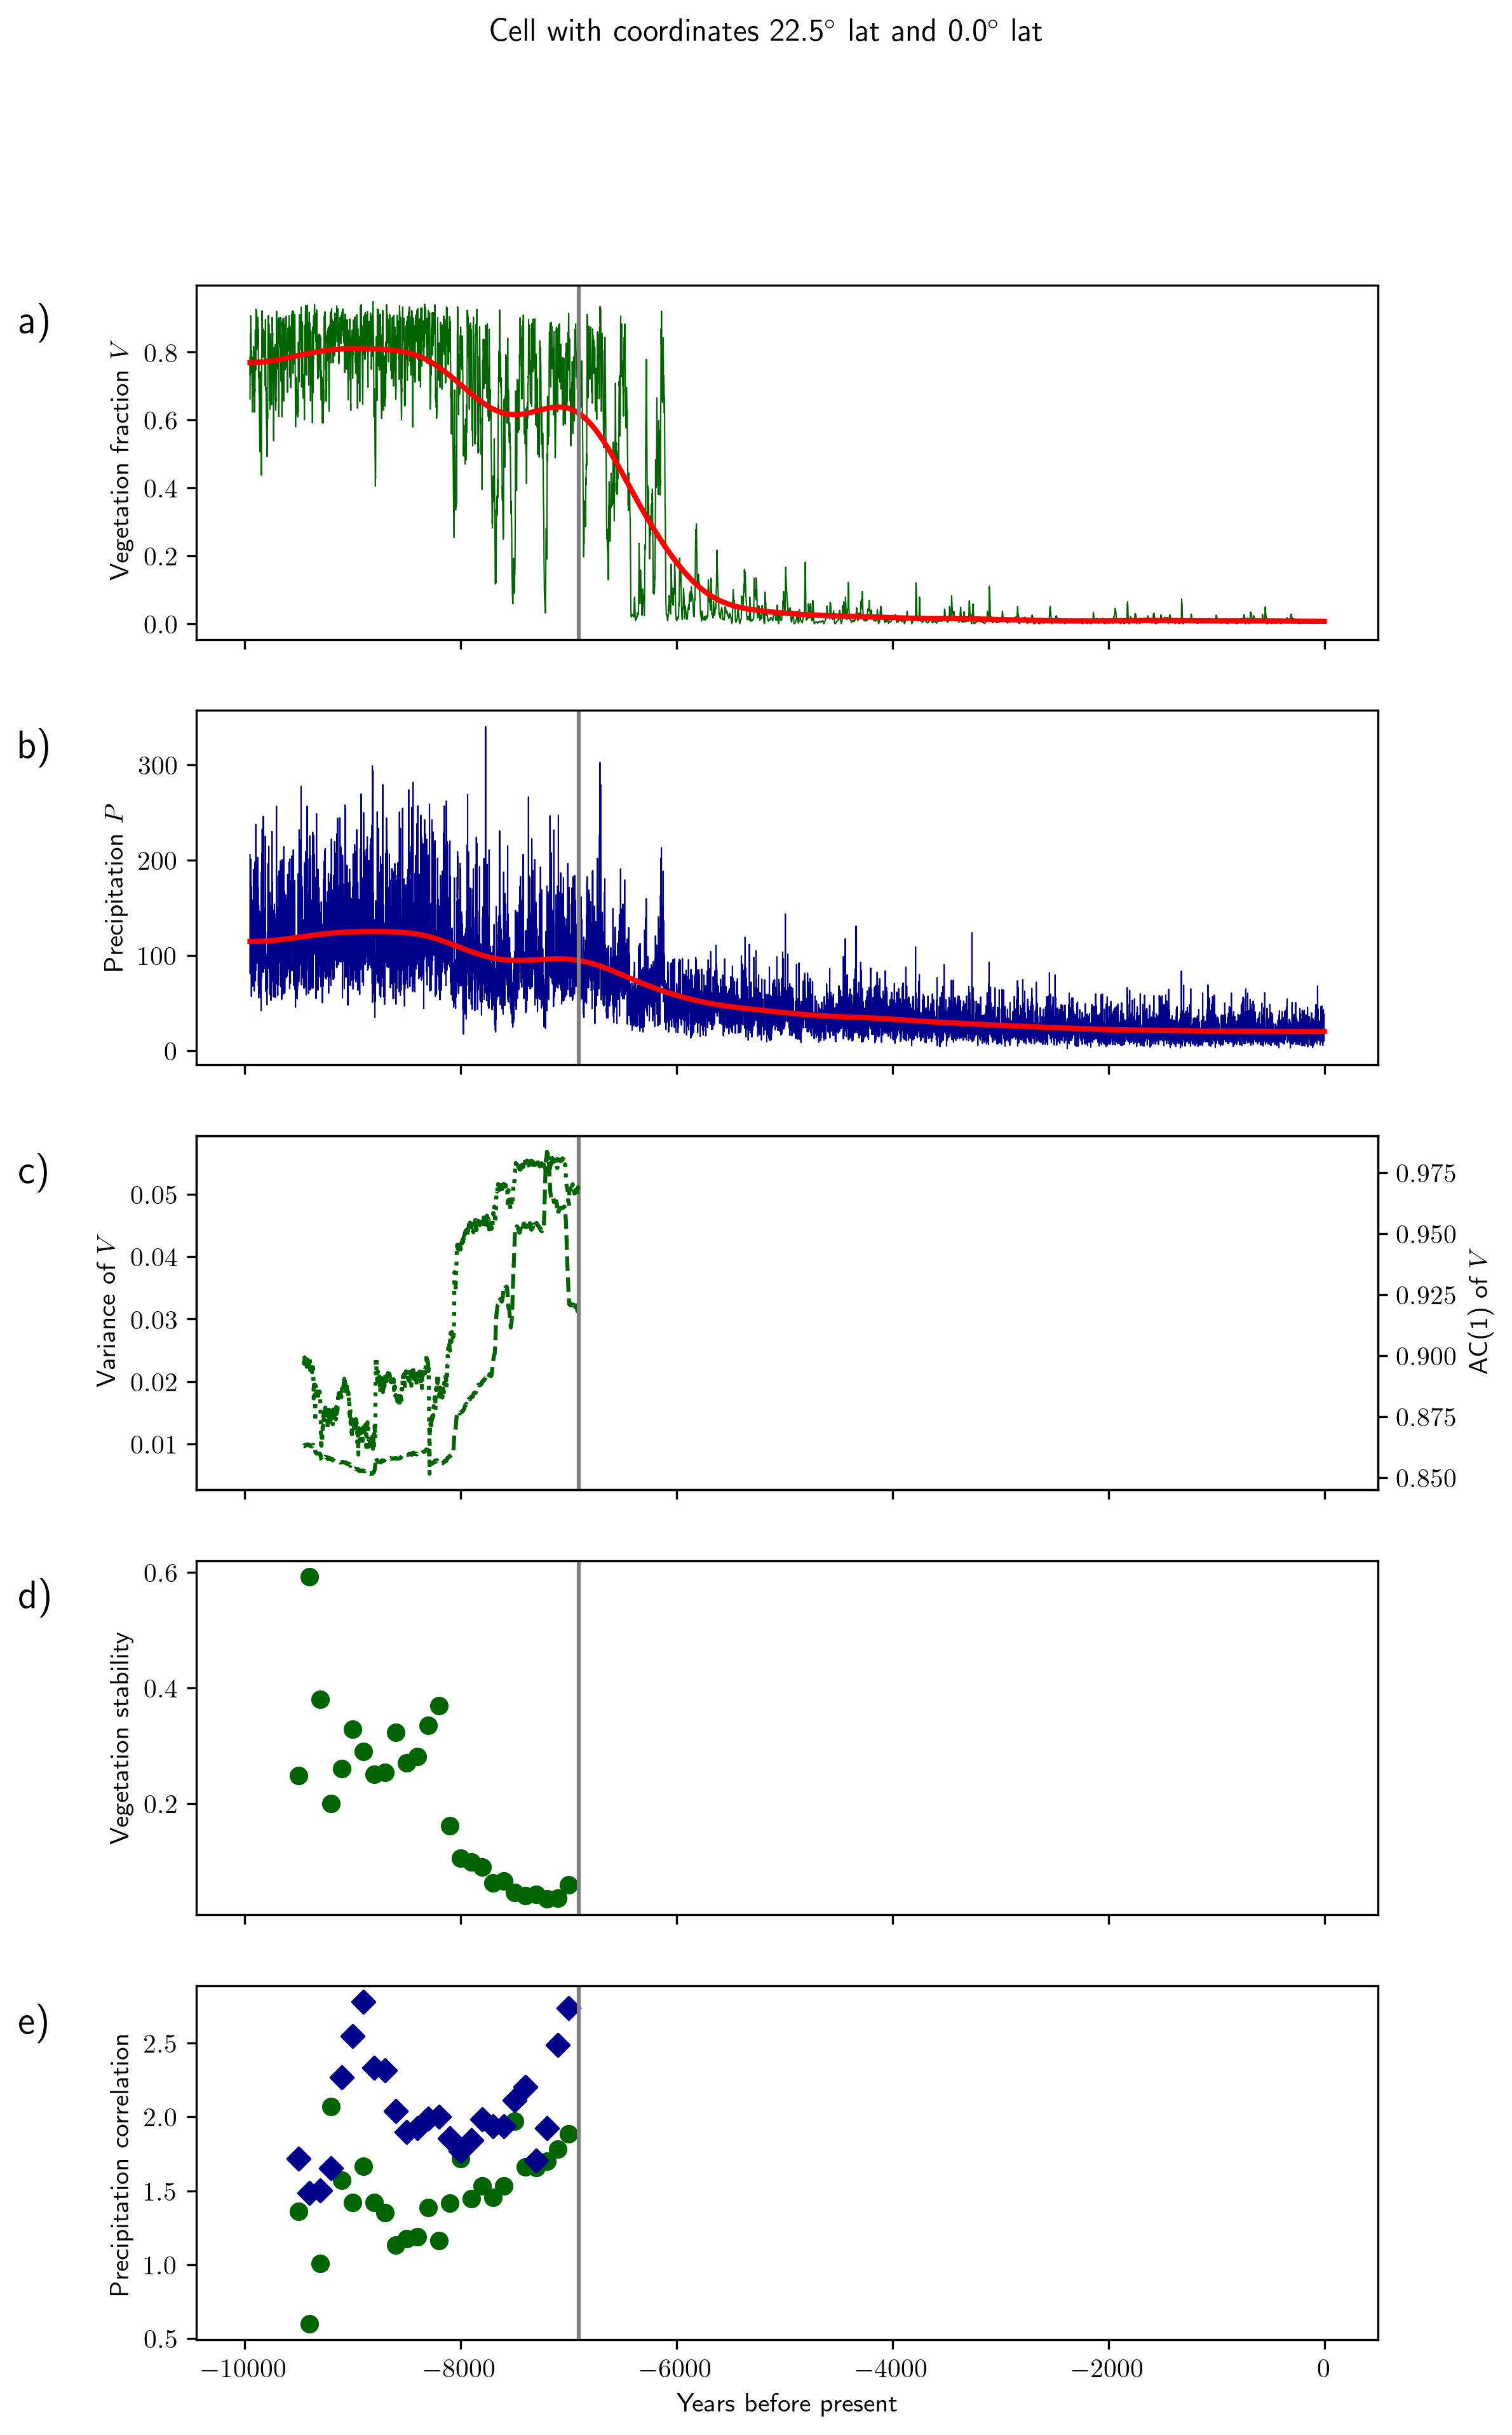 Cell with coordinates 22.5° lat and 0.0° lat
a)
Vegetation fraction V
0.8
0.6
0.4
0.2
0.0
b)
Precipitation P
300
200
100
0
c)
Variance of V
0.05
0.04
0.03
0.02
0.01
0.975
0.950
0.925
0.900
0.875
0.850
AC(1) of V
d)
Vegetation stability
0.6
0.4
0.2
e)
Precipitation correlation
2.5
2.0
1.5
1.0
0.5
−10000 −8000 −6000 −4000 −2000 0
Years before present